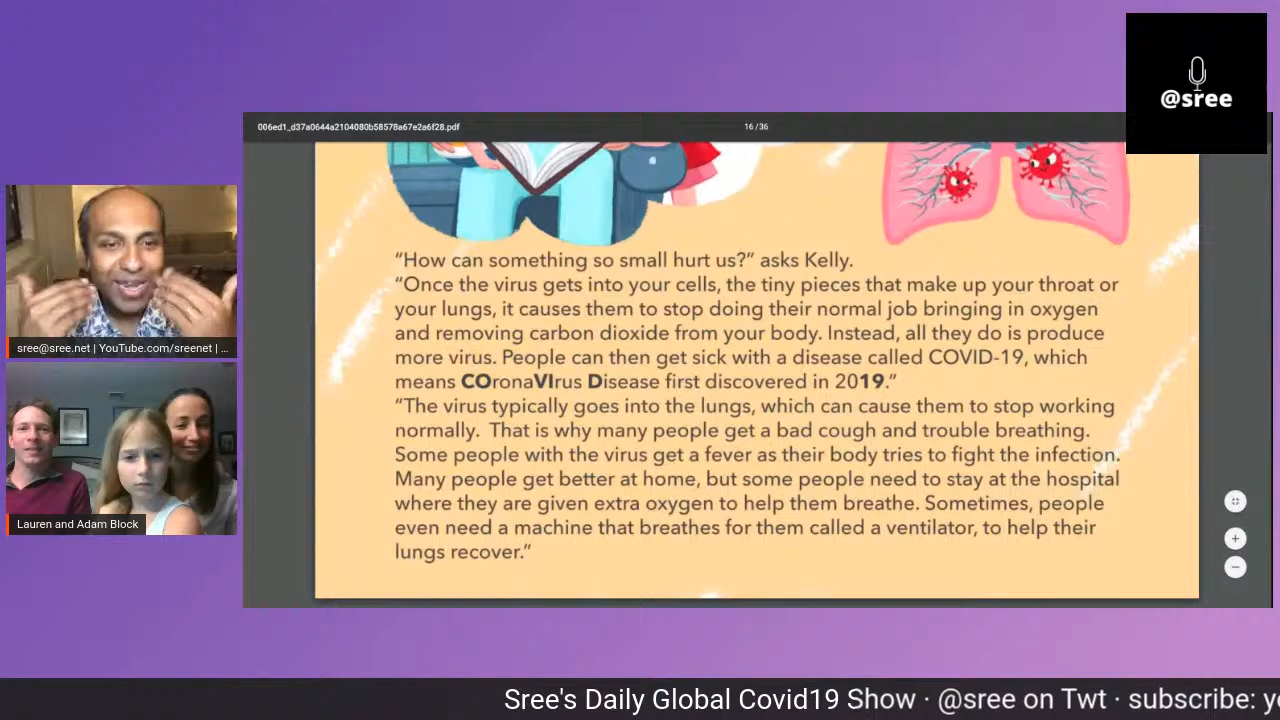 @sree
006ed1_d37a0644a2104080b58578a67e2a6f28.pdf
16 /36
“How can something so small hurt us?” asks Kelly.
“Once the virus gets into your cells, the tiny pieces that make up your throat or
your lungs, it causes them to stop doing their normal job bringing in oxygen
and removing carbon dioxide from your body. Instead, all they do is produce
more virus. People can then get sick with a disease called COVID-19, which
means COronaVIrus Disease first discovered in 2019.”
“The virus typically goes into the lungs, which can cause them to stop working
normally.  That is why many people get a bad cough and trouble breathing.
Some people with the virus get a fever as their body tries to fight the infection.
Many people get better at home, but some people need to stay at the hospital
where they are given extra oxygen to help them breathe. Sometimes, people
even need a machine that breathes for them called a ventilator, to help their
lungs recover.”
sree@sree.net | YouTube.com/sreenet | ...
Lauren and Adam Block
Sree's Daily Global Covid19 Show · @sree on Twt · subscribe: